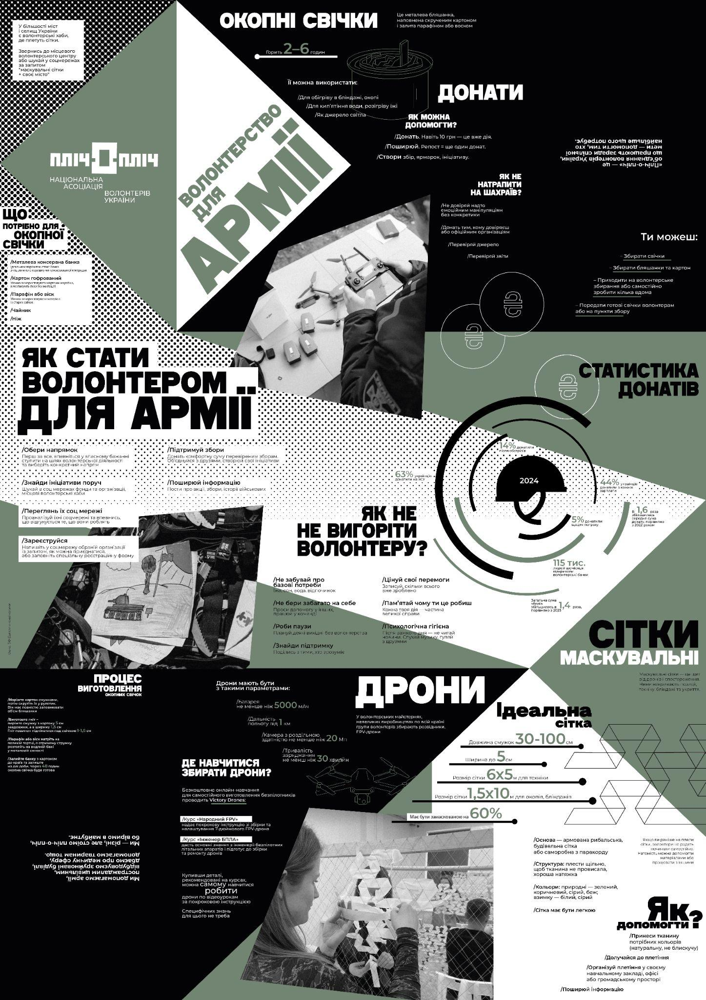 У більшості міст
і селищ України
є волонтерські хаби,
де плетуть сітки.
Звернись до місцевого
волонтерського центру
або шукай у соцмережах
за запитом
"маскувальні сітки
+ своє місто"
ПЛІЧ-О-ПЛІЧ
НАЦІОНАЛЬНА
АСОЦІАЦІЯ
ВОЛОНТЕРІВ
УКРАЇНИ
ВОЛОНТЕРСТВО
ДЛЯ
АРМІЇ
ОКОПНІ СВІЧКИ
Це металева бляшанка,
наповнена скрученим картоном
і залита парафіном або воском
Горить 2–6 годин
Її можна використати:
/Для обігріву в бліндажі, окопі
/Для кип'ятіння води, розігріву їжі
/Як джерело світла
ДОНАТИ
ЯК МОЖНА
ДОПОМОГТИ?
/Донать. Навіть 10 грн — це вже дія.
/Поширюй. Репост = ще один донат.
/Створи збір, ярмарок, ініціативу.
«Пліч-о-пліч» — це
об'єднання волонтерів України,
що працюють заради спільної
мети — допомогти тим, хто
найбільше цього потребує.
ЯК НЕ
НАТРАПИТИ
НА ШАХРАЇВ?
/Не довіряй надто
емоційним маніпуляціям
без конкретики
/Донать тим, кому довіряєш
або офіційним організаціям
/Перевіряй джерело
/Перевіряй звіти
Ти можеш:
– Збирати свічки
– Збирати бляшанки та картон
– Приходити на волонтерське
збирання або самостійно
зробити кілька вдома
– Передати готові свічки волонтерам
або на пункти збору
ЩО
ПОТРІБНО ДЛЯ
ОКОПНОЇ
СВІЧКИ
/Металева консервна банка
Ідеальним варіантом стане банка
з-під зеленого горошку чи консервованої кукурудзи
/Картон гофрований
Можна використовувати картонні коробки,
в які пакують посилки на пошті
/Парафін або віск
Можна використовувати матеріал
із старих свічок
/Чайник
/Ніж
ЯК СТАТИ
ВОЛОНТЕРОМ
ДЛЯ АРМІЇ
/Обери напрямок
Перш за все, впевніться у власному бажанні
ступити на шлях волонтерської діяльності
та виберіть конкретний напрям
/Знайди ініціативи поруч
Шукай в соц мережах фонди та організації,
місцеві волонтерські хаби
/Переглянь їх соц мережі
Проаналізуй їхні соцмережі та впевнись,
що відгукується те, що вони роблять
/Зареєструйся
Напишіть у соцмережу обраній організації
із запитом, як можна приєднатися,
або заповніть спеціальну реєстраційну форму
/Підтримуй збори
Донать комфортну суму перевіреним зборам.
Об'єднуйся з друзями, створюй свої ініціативи
/Поширюй інформацію
Пости про акції, збори, історії військових
СТАТИСТИКА
ДОНАТІВ
14% донатили
після обстрілів
63% українців
донатили на ЗСУ
2024
44% українців
донатили з кожної
зарплати
5% донатили
щодня потроху
В 1,6 раза
збільшилась
середня сума
донату, порівняно
з 2022 роком
115 тис.
людей щомісяця
підкривали
волонтерські банки
Загальна сума
зборів
збільшилась в 1,4 раза,
порівняно з 2023
ЯК НЕ
НЕ ВИГОРІТИ
ВОЛОНТЕРУ?
/Не забувай про
базові потреби
Їжа, сон, вода, відпочинок
/Не бери забагато на себе
Проси допомогу у інших,
працюй у команді
/Роби паузи
Плануй деякі вихідні без волонтерства
/Знайди підтримку
Поділись з тими, хто зрозуміє
/Цінуй свої перемоги
Записуй, скільки всього
вже зроблено
/Пам'ятай чому ти це робиш
Кожна твоя дія — частина
великої справи
/Психологічна гігієна
Після важкого дня — не читай
новини. Слухай музику, гуляй
з друзями
СІТКИ
МАСКУВАЛЬНІ
Маскувальні сітки — це щит
від дронів і спостереження.
Ними накривають позиції,
техніку, бліндажі та укриття.
ПРОЦЕС
ВИГОТОВЛЕННЯ
ОКОПНИХ СВІЧОК
/Наріжте картон смужками,
потім скрутіть їх у рулетик.
Він має повністю заповнювати
об'єм бляшанки
/Виготовте гніт –
виріжте смужку з картону 5 см
завдовжки, а в ширину 1,5 см
Гніт повинен підніматися над свічкою 1-1,5 см
/Парафін або віск натріть на
великій тертці, а отриману стружку
розтопіть на водяній бані
у металевій ємності
/Залийте банку з картоном
до країв та залиште
на дві доби. Через 48 годин
окопна свічка буде готова
Дрони мають бути
з такими параметрами:
/Батарея
не менше ніж 5000 мАч
/Дальність
польоту від 1 км
/Камера з роздільною
здатністю не менше ніж 20 Мп
/Тривалість
заряджання
не менш ніж 30 хвилин
ДРОНИ
У волонтерських майстернях,
невеликих виробництвах по всій країні
групи волонтерів збирають розвідники,
FPV-дрони
ДЕ НАВЧИТИСЯ
ЗБИРАТИ ДРОНИ?
Безкоштовне онлайн-навчання
для самостійного виготовлення безпілотників
проводить Victory Drones:
/Курс «Народний FPV»
надає покрокову інструкцію зі збірки та
налаштування 7-дюймового FPV-дрона
/Курс «Інженер БПЛА»
дасть основні знання з інженерії безпілотних
літальних апаратів і підготує до збірки
та ремонту дронів
Купивши деталі,
рекомендовані на курсах,
можна самому навчитися
робити
дрони по відеоурокам
за покроковою інструкцією
Специфічних знань
для цього не треба
Ми допомагаємо армії,
постраждалим цивільним,
відбудовуємо зруйновані будівлі,
дбаємо про медичну сферу,
допомагаємо тваринам тощо.
Ми — різні, але стоїмо пліч-о-пліч,
бо віримо в майбутнє.
Ідеальна
сітка
Довжина смужок 30-100 см
Ширина до 5 см
Розмір сітки 6x5 м для техніки
Розмір сітки 1,5x10 м для окопів, бліндажів
Має бути замаскованою на 60%
/Основа — армована рибальська,
будівельна сітка
або саморобна з паракорду
/Структура: плести щільно,
щоб тканина не провисала,
хороша натяжка
/Кольори: природні — зелений,
коричневий, сірий, беж;
взимку — білий, сірий
/Сітка має бути легкою
Якщо ви раніше не плели
сітки, волонтери не радять
починати самостійно.
Натомість можна допомогти
матеріалами або
працювати з іншими
Як
допомогти ?
/Принеси тканину
потрібних кольорів
(натуральну, не блискучу)
/Долучайся до плетіння
/Організуй плетіння у своєму
навчальному закладі, офісі
або громадському просторі
/Поширюй інформацію